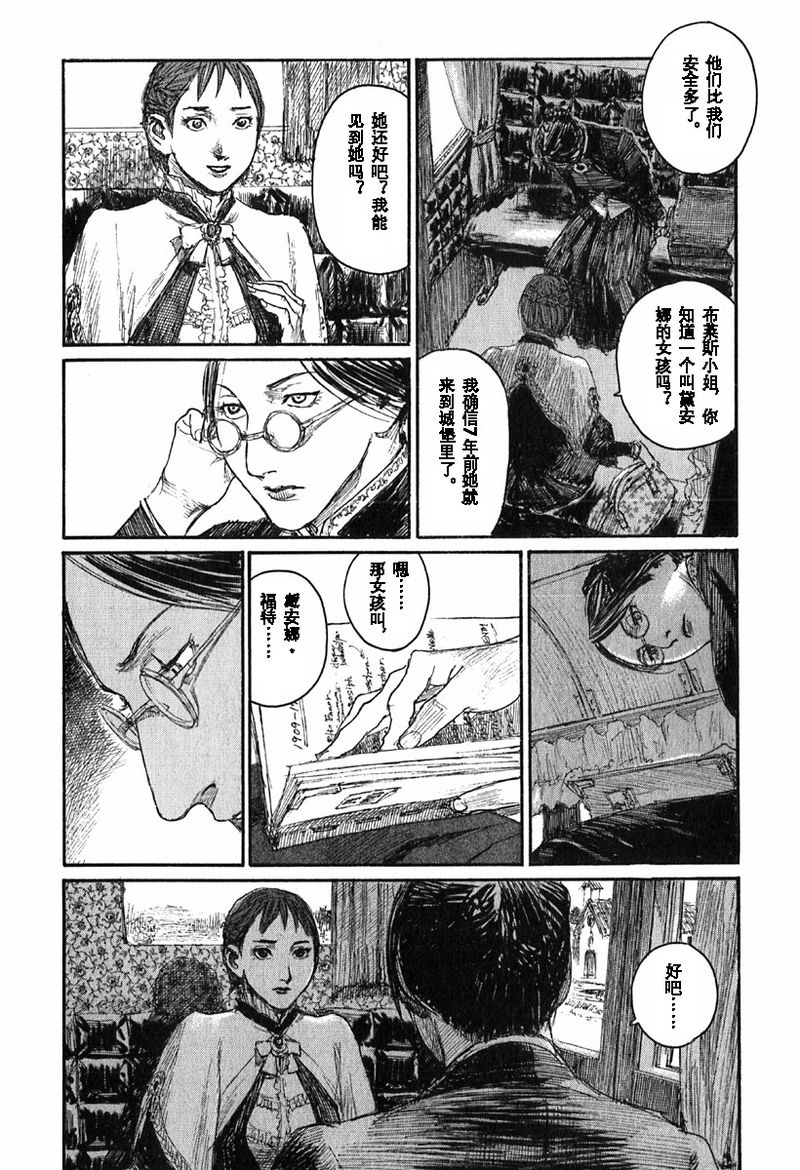 他们比我们
安全多了。
布莱斯小姐，你
知道一个叫黛安
娜的女孩吗？
我确信7年前她就
来到城堡里了。
她还好吧？我能
见到她吗？
嗯……
那女孩叫，
戴安娜·
福特……
1909-1
好吧……